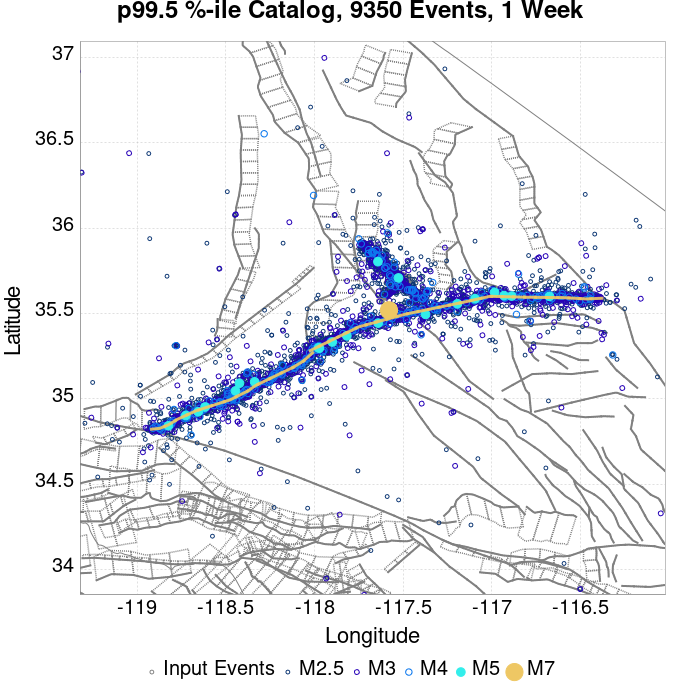 p99.5 %-ile Catalog, 9350 Events, 1 Week
37
36.5
36
35.5
35
34.5
34
Latitude
-119 -118.5 -118 -117.5 -117 -116.5
Longitude
Input Events M2.5 M3 M4 M5 M7